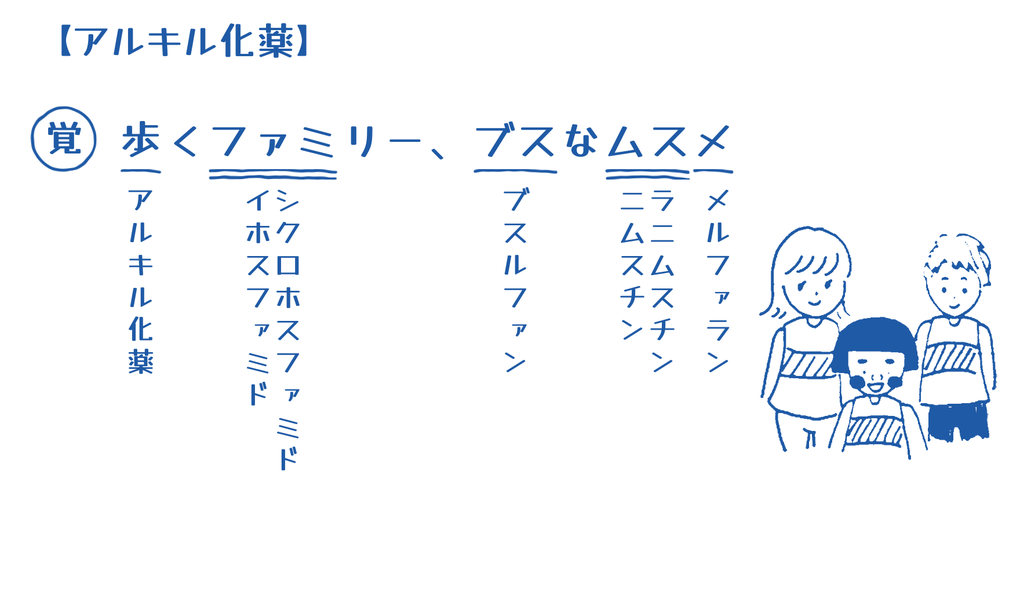 【アルキル化薬】
覚 歩くファミリー、ブスなムスメ
アルキル化薬
シクロホスファミド
イホスファミド
ブスルファン
ラニムスチン
ニムスチン
メルファラン